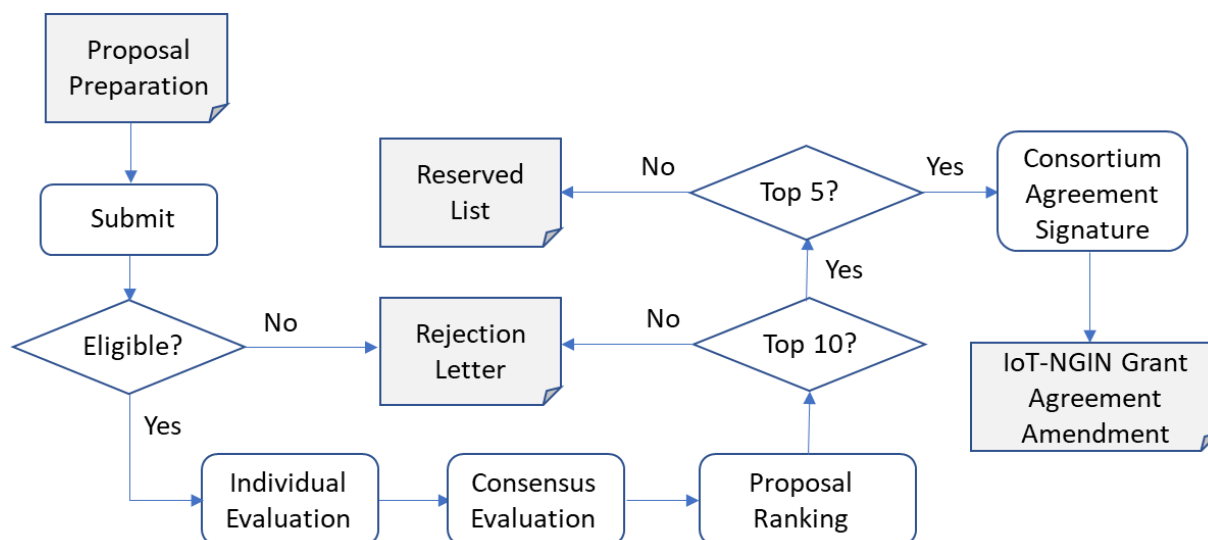 Proposal
Preparation
Submit
Eligible?
No
Yes
Individual
Evaluation
Consensus
Evaluation
Proposal
Ranking
Rejection
Letter
No
Top 10?
Yes
Reserved
List
No
Top 5?
Yes
Consortium
Agreement
Signature
IoT-NGIN Grant
Agreement
Amendment